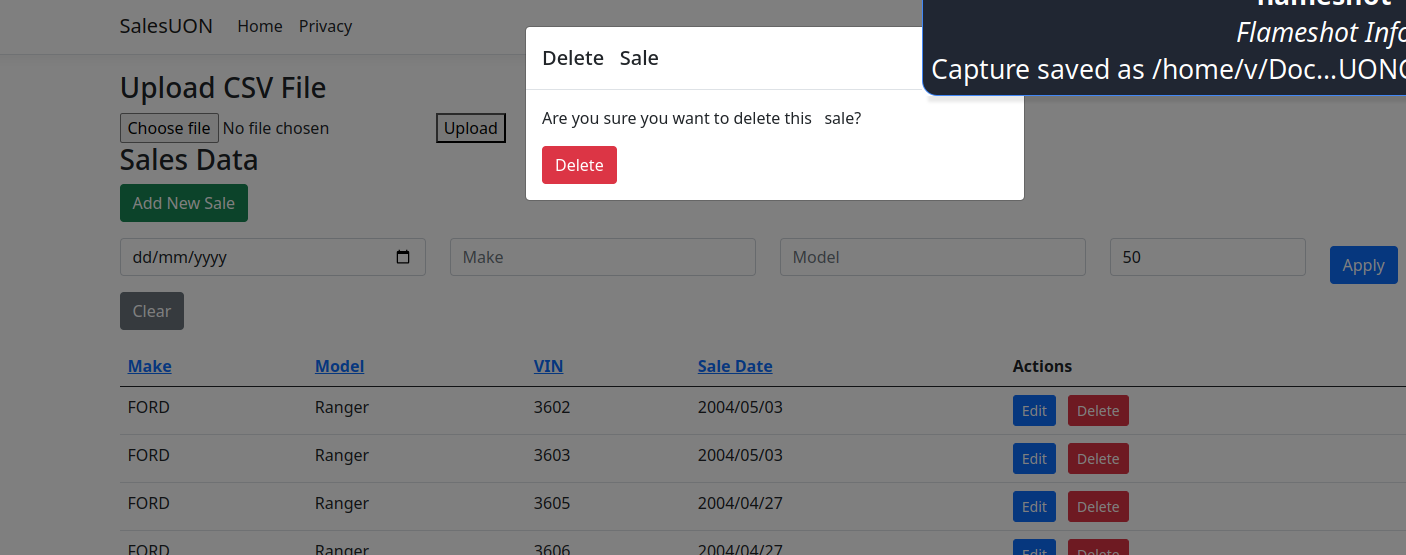 SalesUON Home Privacy
Flameshot Info
Capture saved as /home/v/Doc...UON
Delete Sale
Are you sure you want to delete this sale?
Delete
Upload CSV File
Choose file No file chosen Upload
Sales Data
Add New Sale
dd/mm/yyyy Make Model 50 Apply
Clear
Make Model VIN Sale Date Actions
FORD Ranger 3602 2004/05/03 Edit Delete
FORD Ranger 3603 2004/05/03 Edit Delete
FORD Ranger 3605 2004/04/27 Edit Delete
FORD Ranger 3606 2004/04/27 Edit Delete